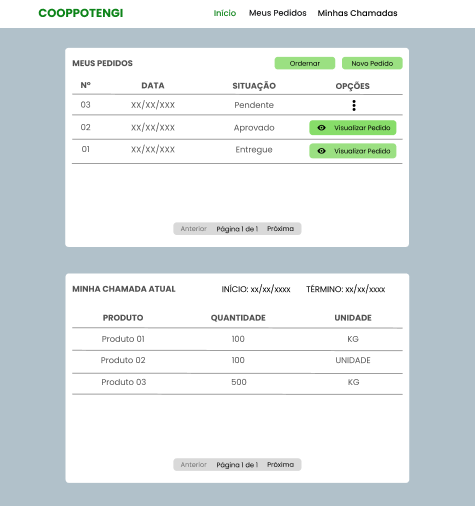 COOPPOTENGI Início Meus Pedidos Minhas Chamadas
MEUS PEDIDOS Ordernar Novo Pedido
Nº DATA SITUAÇÃO OPÇÕES
03 XX/XX/XXX Pendente
02 XX/XX/XXX Aprovado Visualizar Pedido
01 XX/XX/XXX Entregue Visualizar Pedido
Anterior Página 1 de 1 Próxima
MINHA CHAMADA ATUAL INÍCIO: xx/xx/xxxx TÉRMINO: xx/xx/xxxx
PRODUTO QUANTIDADE UNIDADE
Produto 01 100 KG
Produto 02 100 UNIDADE
Produto 03 500 KG
Anterior Página 1 de 1 Próxima